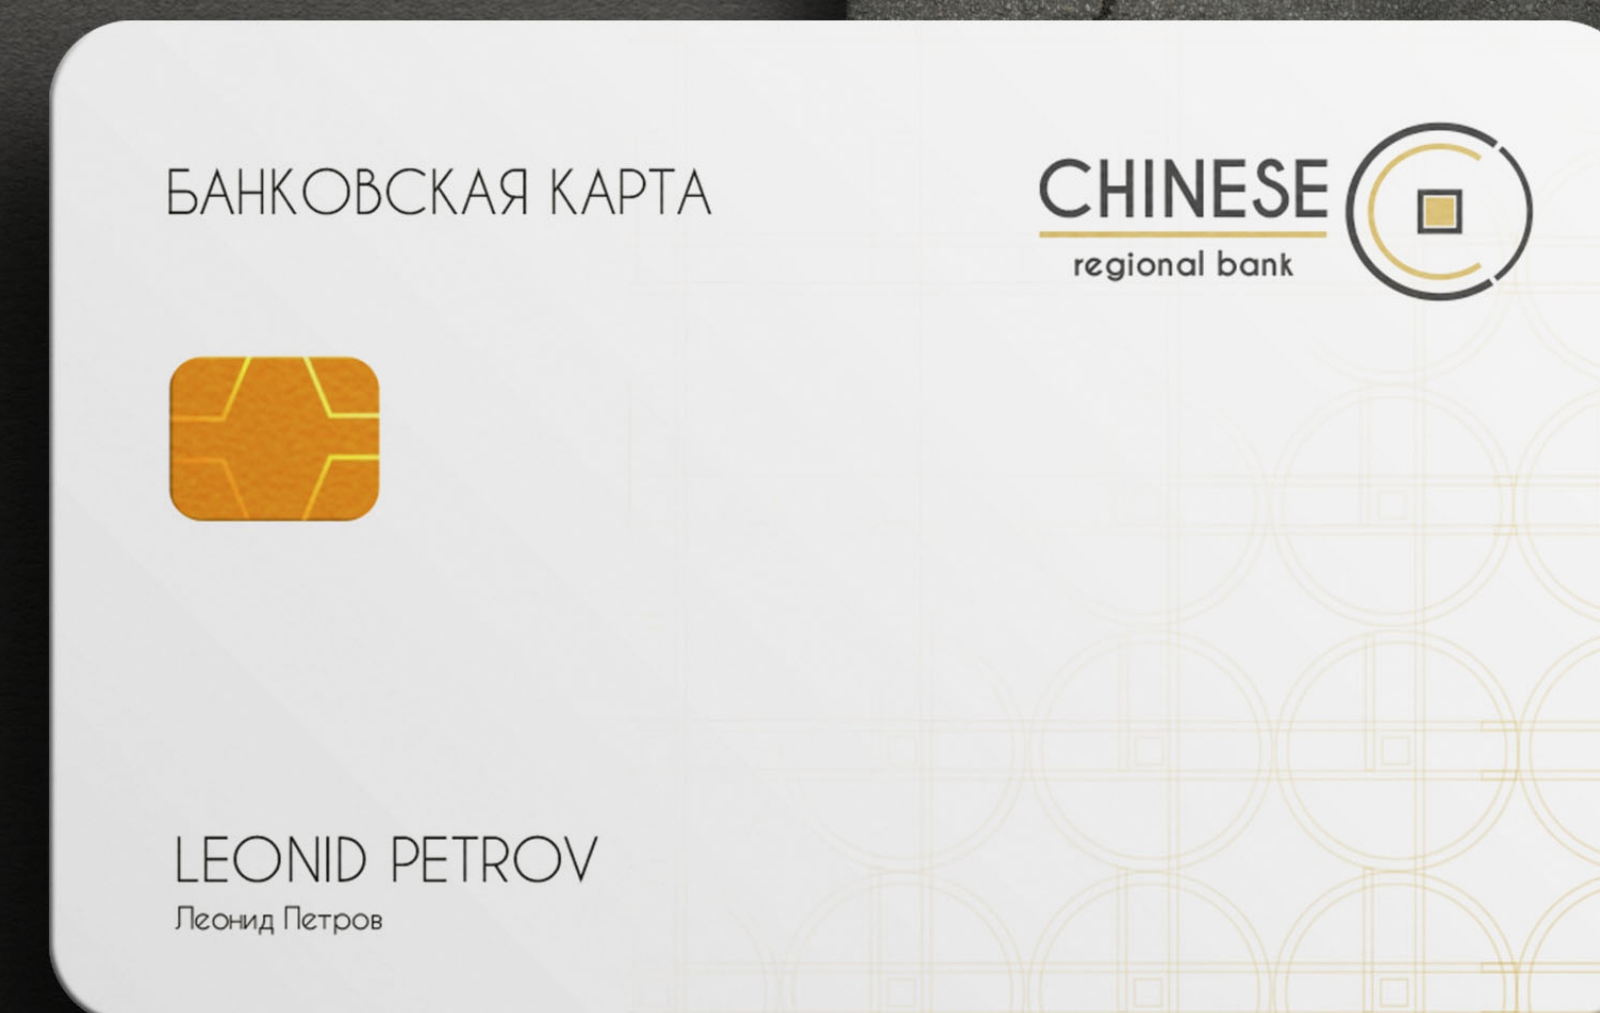 БАНКОВСКАЯ КАРТА
CHINESE
regional bank
LEONID PETROV
Леонид Петров